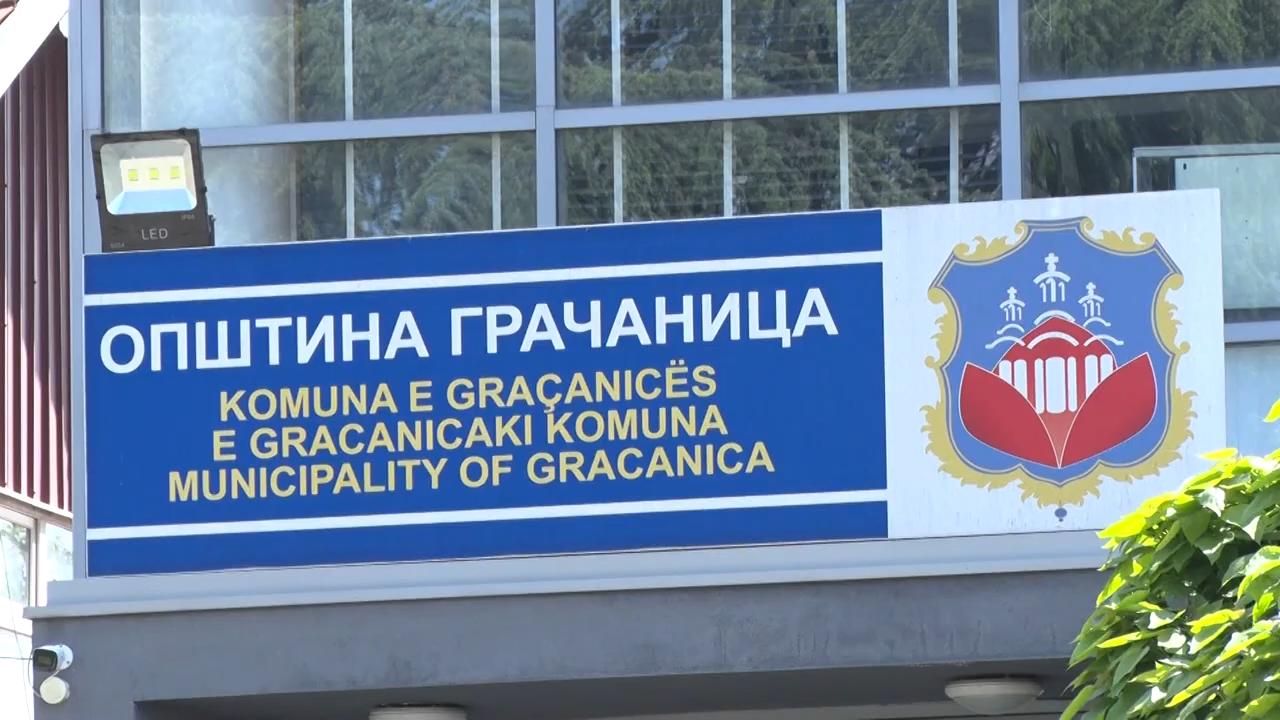 LED
ОПШТИНА ГРАЧАНИЦА
KOMUNA E GRAÇANICËS
E GRACANICAKI KOMUNA
MUNICIPALITY OF GRACANICA